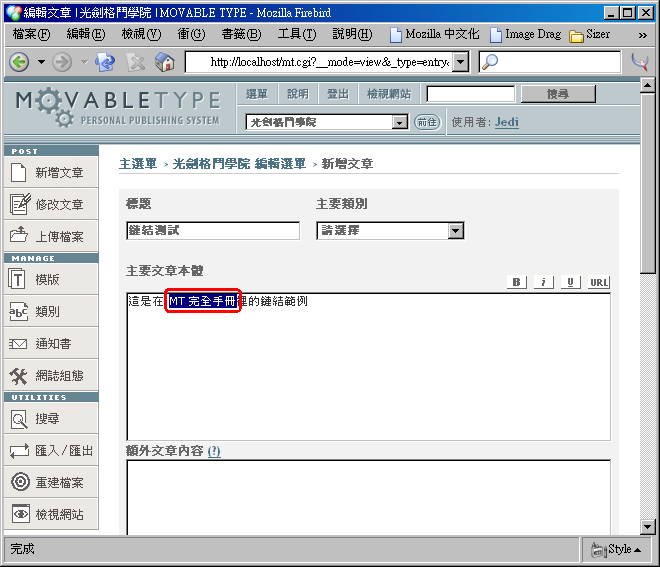 編輯文章 | 光劍格鬥學院 | MOVABLE TYPE - Mozilla Firebird
檔案(F) 編輯(E) 檢視(V) 衝(G) 書籤(B) 工具(T) 說明(H) Mozilla 中文化 Image Drag Sizer »
http://localhost/mt.cgi?__mode=view&_type=entry&
MOVABLETYPE
PERSONAL PUBLISHING SYSTEM
選單 說明 登出 檢視網站 搜尋
光劍格鬥學院 前往 使用者: Jedi
POST
新增文章
修改文章
上傳檔案
MANAGE
模版
類別
通知書
網誌組態
UTILITIES
搜尋
匯入/匯出
重建檔案
檢視網站
主選單 > 光劍格鬥學院 編輯選單 > 新增文章
標題 主要類別
鏈結測試 請選擇
主要文章本體
B i U URL
這是在 MT 完全手冊裡的鏈結範例
額外文章內容 (?)
完成 Style